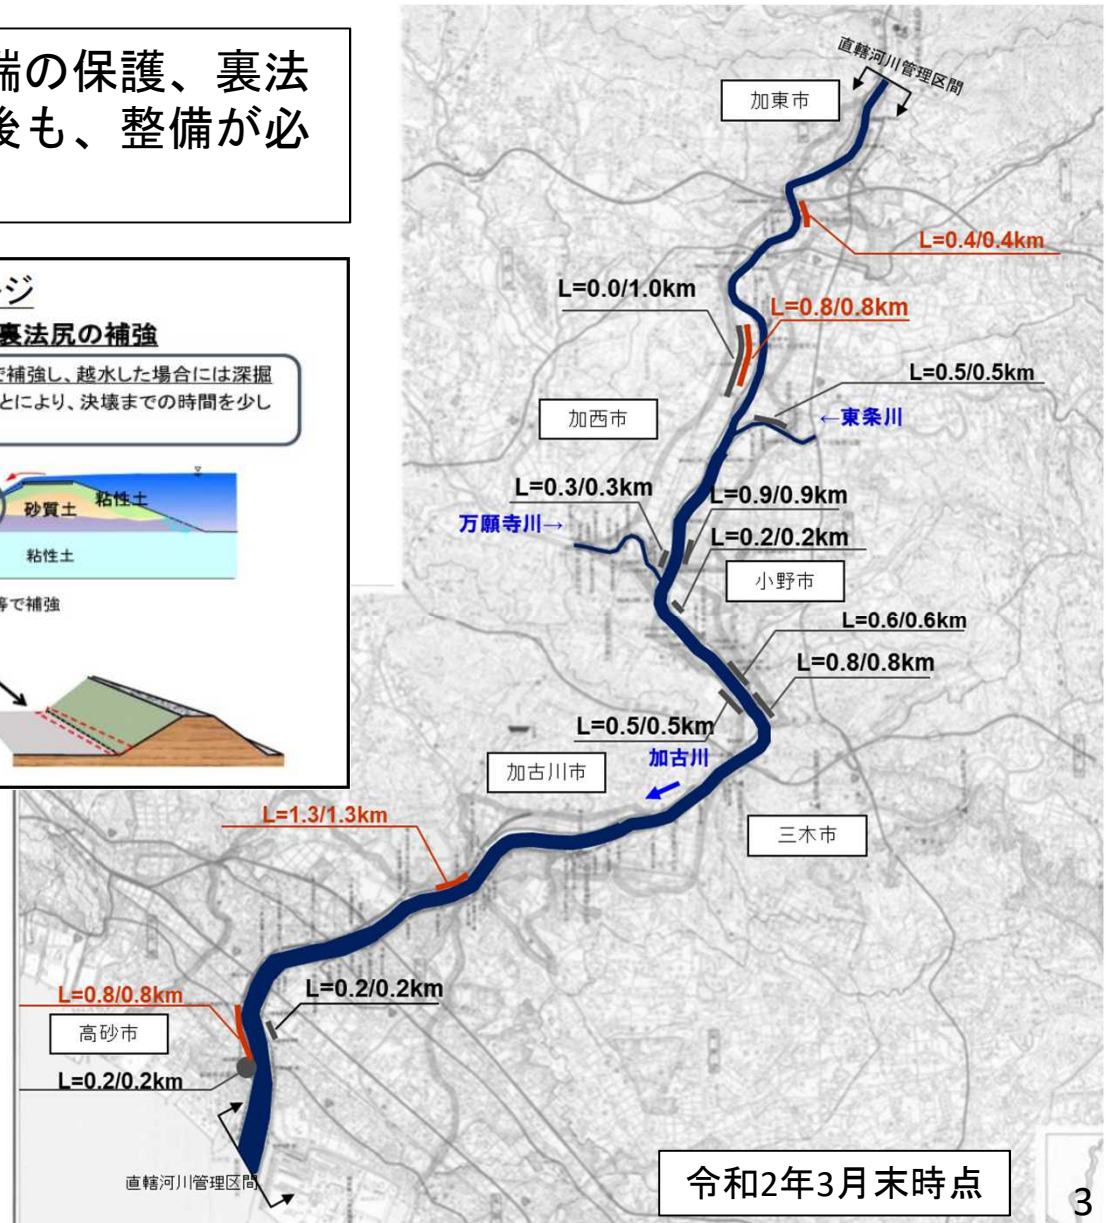 端の保護、裏法
後も、整備が必
ジ
裏法尻の補強
で補強し、越水した場合には深掘
とにより、決壊までの時間を少し
砂質土
粘性土
粘性土
等で補強
直轄河川管理区間
加東市
L=0.4/0.4km
L=0.0/1.0km
L=0.8/0.8km
L=0.5/0.5km
加西市
←東条川
L=0.3/0.3km
L=0.9/0.9km
万願寺川→
L=0.2/0.2km
小野市
L=0.6/0.6km
L=0.8/0.8km
L=0.5/0.5km
加古川
加古川市
L=1.3/1.3km
三木市
L=0.8/0.8km
L=0.2/0.2km
高砂市
L=0.2/0.2km
直轄河川管理区間
令和2年3月末時点
3